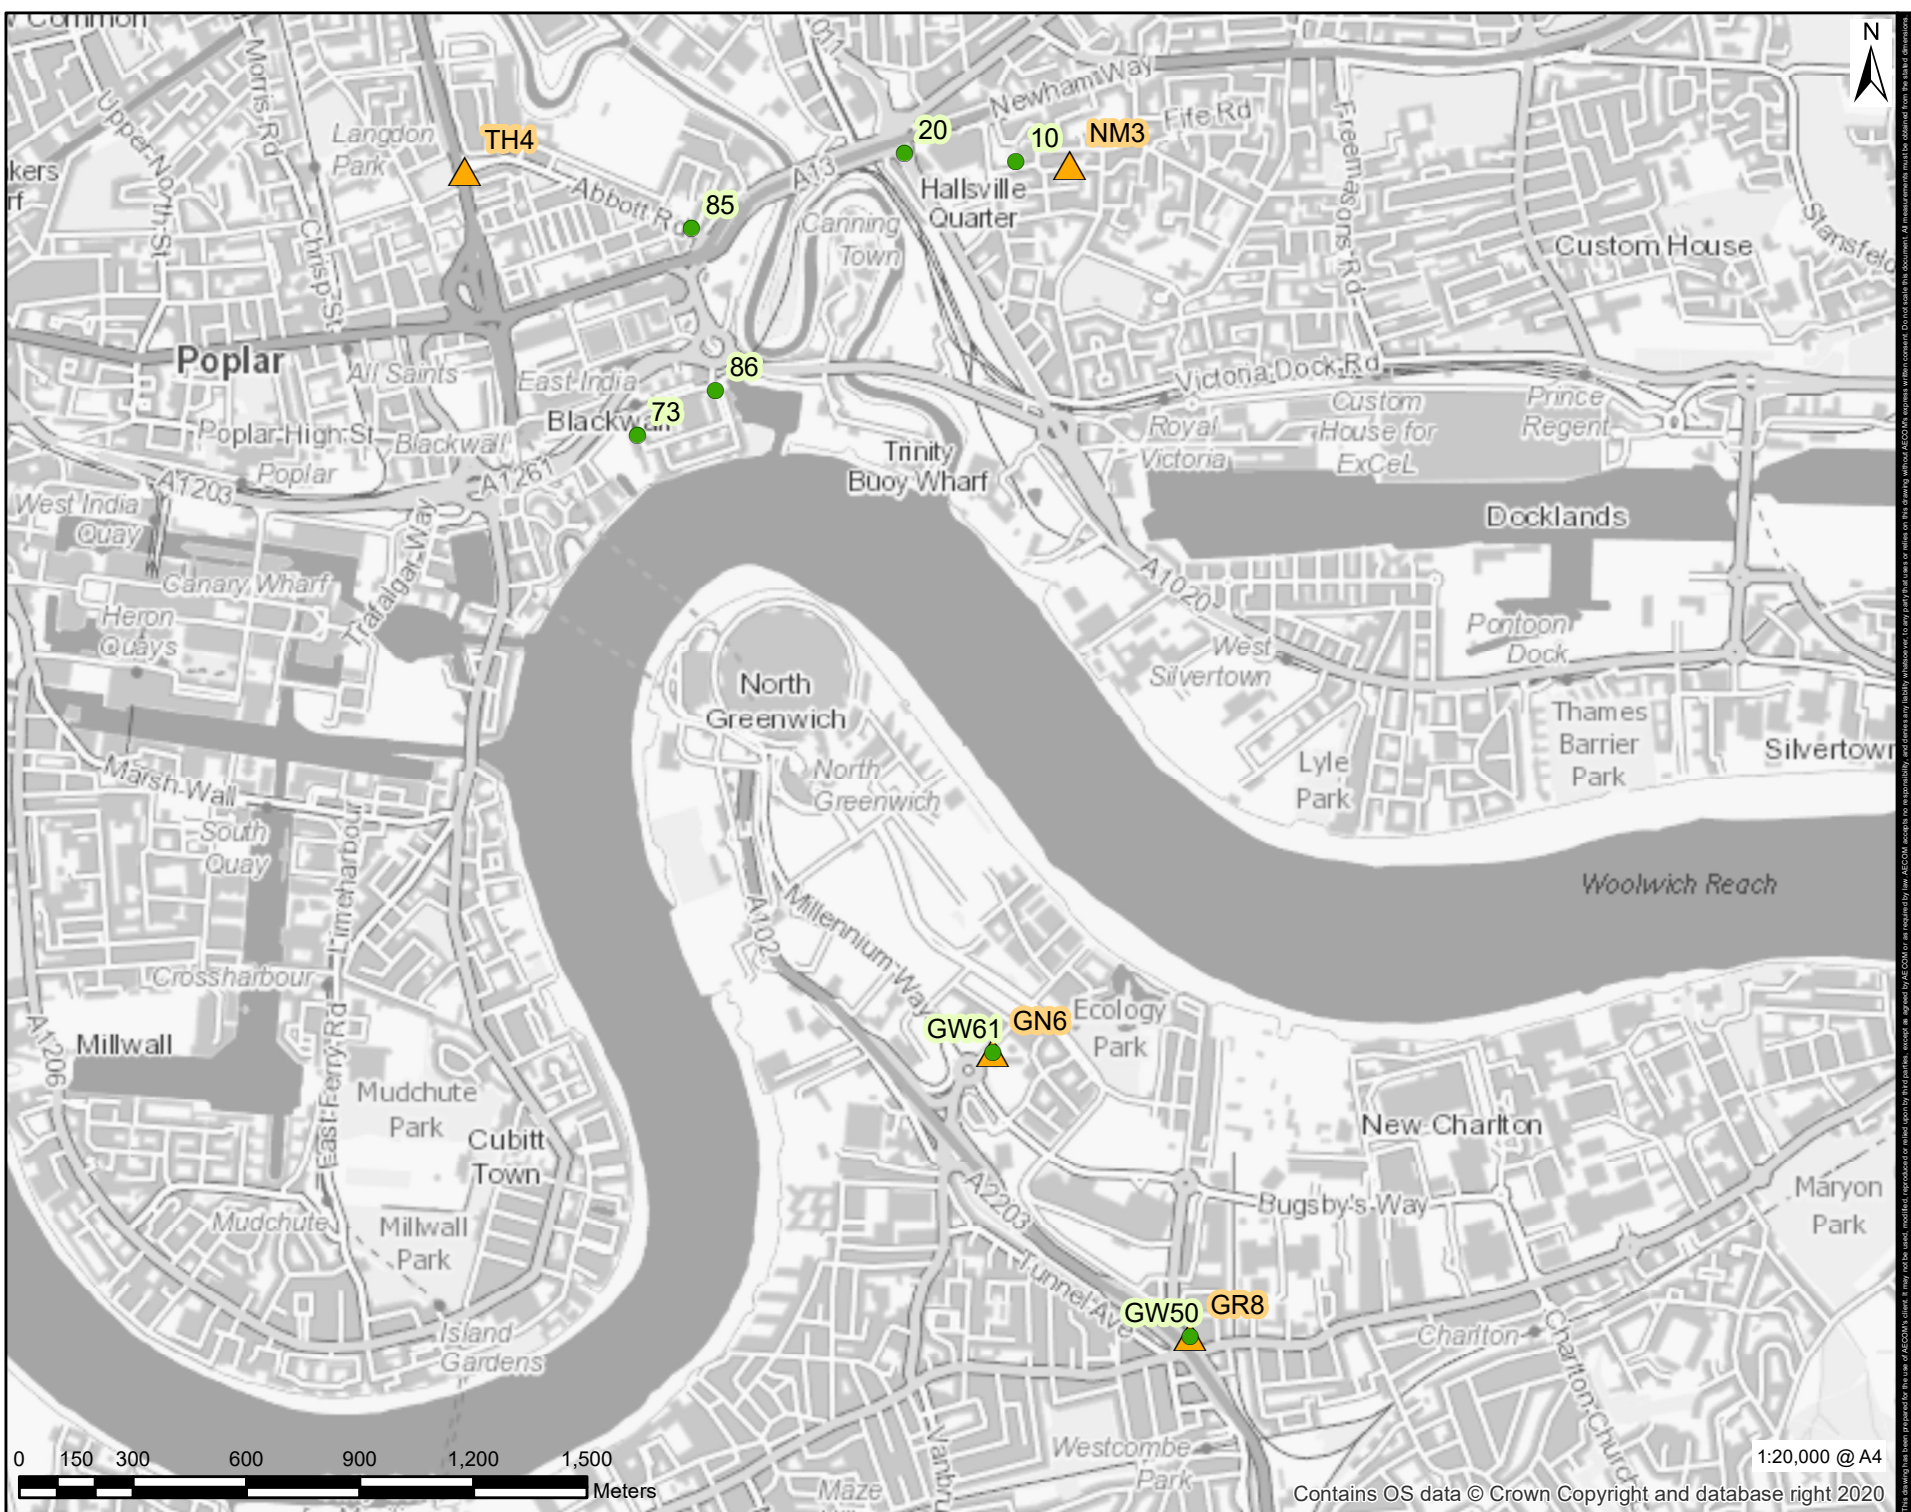 Common
N
Morris Rd
011
Newham Way
Fife Rd
Upper North St
Langdon
Park
TH4
20
10
NM3
Freemasons Rd
kers
rf
A13
Abbott Rd
85
Hallsville
Quarter
Canning
Town
Stansfeld
Custom House
Chrisp St
Poplar
All Saints
East India
86
Victoria Dock Rd
Blackwall
73
Custom
House for
ExCeL
Prince
Regent
Poplar High St
Blackwall
Royal
Victoria
Trinity
Buoy Wharf
Poplar
A1203
A1261
West India
Quay
Docklands
Trafalgar Way
Canary Wharf
A1020
Heron
Quays
Pontoon
Dock
West
Silvertown
North
Greenwich
Thames
Barrier
Park
Silvertown
Lyle
Park
Marsh Wall
North
Greenwich
South
Quay
Limeharbour
Woolwich Reach
A102
Millennium Way
Crossharbour
Ecology
Park
GW61
GN6
Millwall
A1206
East Ferry Rd
Mudchute
Park
New Charlton
Cubitt
Town
A2203
Bugsby's Way
Maryon
Park
Mudchute
Millwall
Park
Tunnel Ave
GW50
GR8
Island
Gardens
Charlton
Charlton Church
Vanbru
Westcombe
Park
Maze
0 150 300 600 900 1,200 1,500
Meters
1:20,000 @ A4
Contains OS data © Crown Copyright and database right 2020